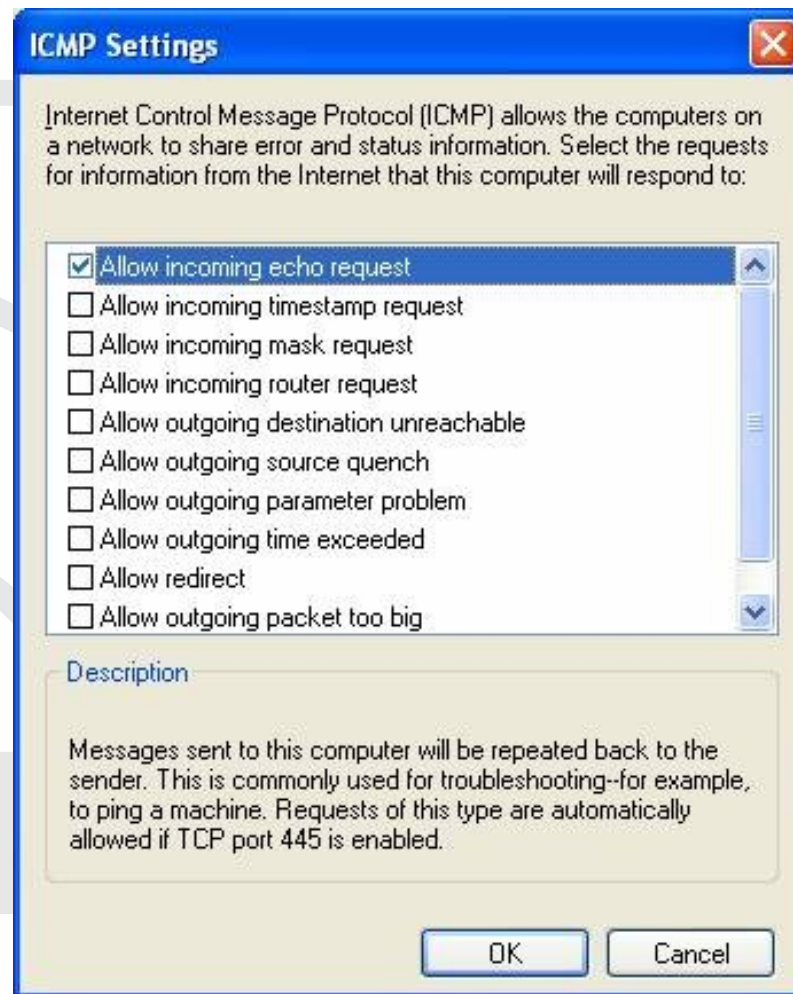 ICMP Settings
Internet Control Message Protocol (ICMP) allows the computers on
a network to share error and status information. Select the requests
for information from the Internet that this computer will respond to:
Allow incoming echo request
Allow incoming timestamp request
Allow incoming mask request
Allow incoming router request
Allow outgoing destination unreachable
Allow outgoing source quench
Allow outgoing parameter problem
Allow outgoing time exceeded
Allow redirect
Allow outgoing packet too big
Description
Messages sent to this computer will be repeated back to the
sender. This is commonly used for troubleshooting--for example,
to ping a machine. Requests of this type are automatically
allowed if TCP port 445 is enabled.
OK Cancel